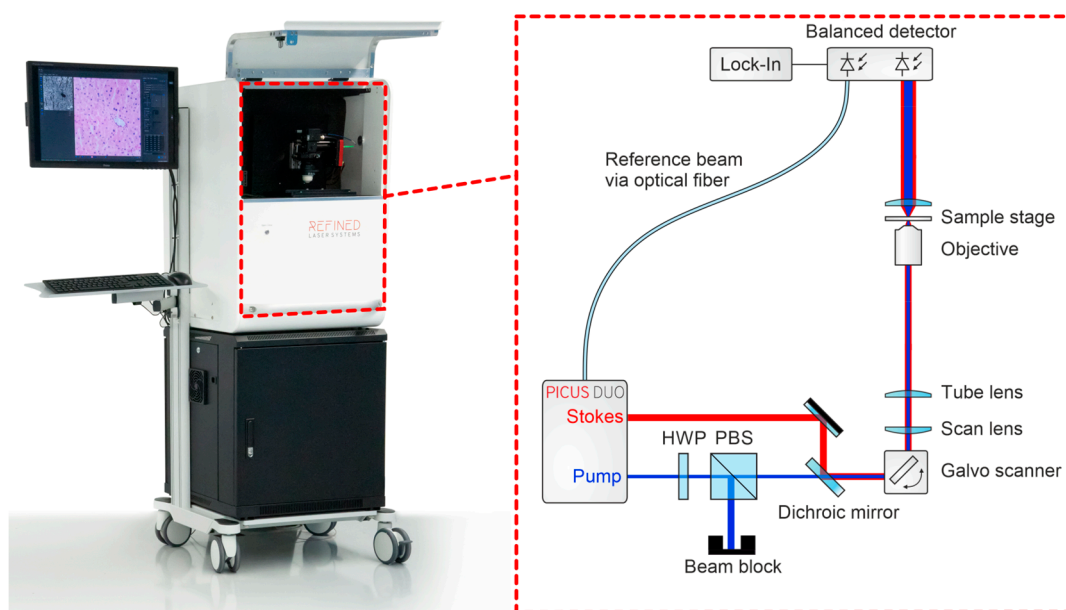 REFINED
LASER SYSTEMS
Balanced detector
Lock-In
Reference beam
via optical fiber
Sample stage
Objective
PICUS DUO
Stokes
Pump
HWP PBS
Tube lens
Scan lens
Galvo scanner
Dichroic mirror
Beam block